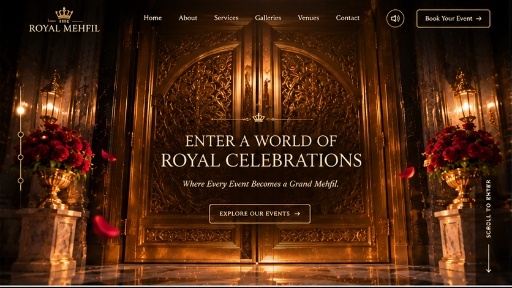 THE
ROYAL MEHFIL
Home About Services Galleries Venues Contact
Book Your Event →
ENTER A WORLD OF
ROYAL CELEBRATIONS
Where Every Event Becomes a Grand Mehfil.
EXPLORE OUR EVENTS →
SCROLL TO ENTER